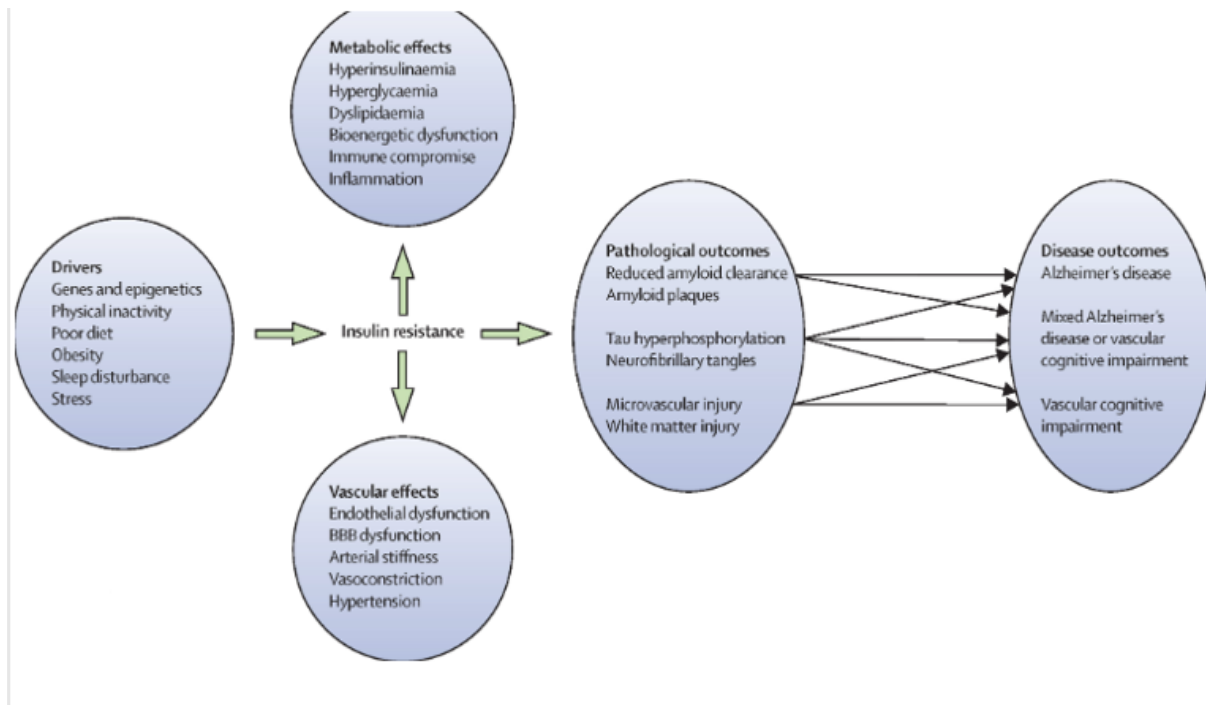 Metabolic effects
Hyperinsulinaemia
Hyperglycaemia
Dyslipidaemia
Bioenergetic dysfunction
Immune compromise
Inflammation
Drivers
Genes and epigenetics
Physical inactivity
Poor diet
Obesity
Sleep disturbance
Stress
Insulin resistance
Vascular effects
Endothelial dysfunction
BBB dysfunction
Arterial stiffness
Vasoconstriction
Hypertension
Pathological outcomes
Reduced amyloid clearance
Amyloid plaques
Tau hyperphosphorylation
Neurofibrillary tangles
Microvascular injury
White matter injury
Disease outcomes
Alzheimer's disease
Mixed Alzheimer's
disease or vascular
cognitive impairment
Vascular cognitive
impairment